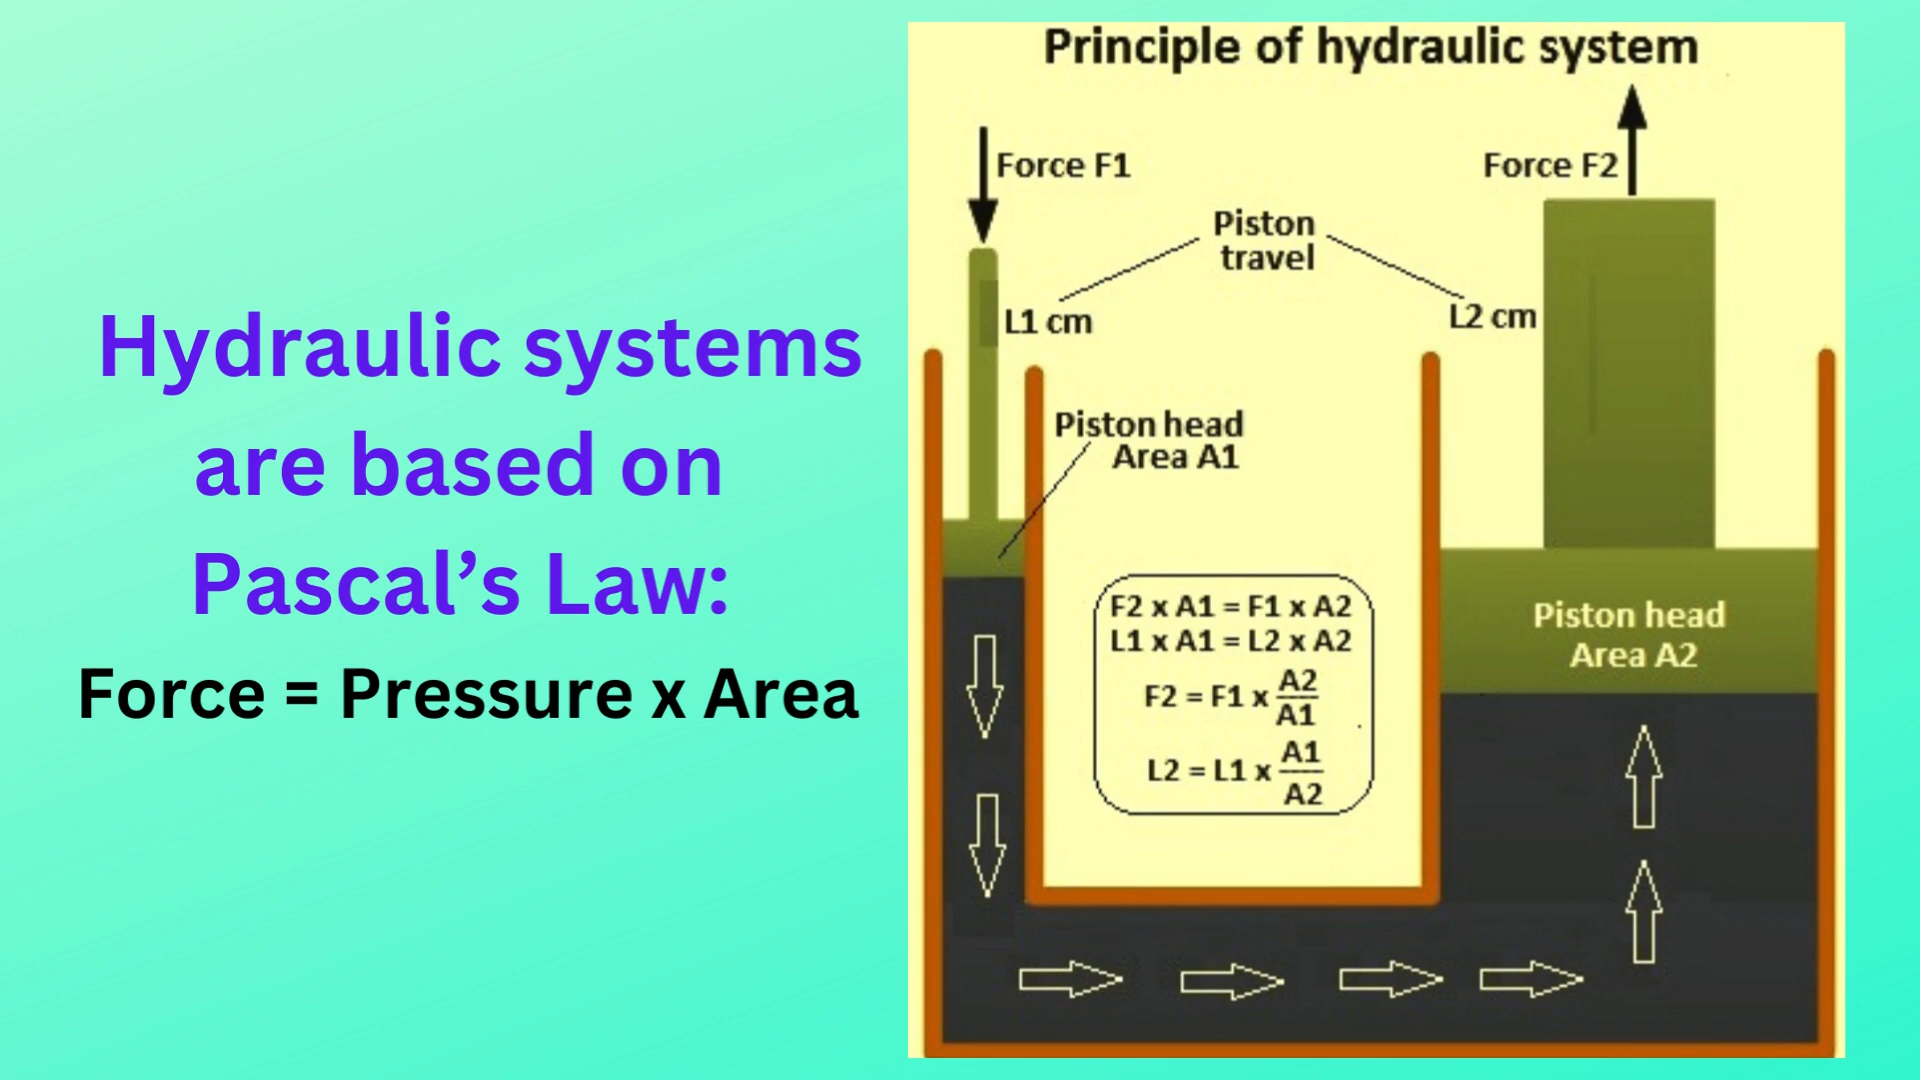 Hydraulic systems
are based on
Pascal’s Law:
Force = Pressure x Area
Principle of hydraulic system
Force F1
Force F2
Piston
travel
L1 cm
L2 cm
Piston head
Area A1
F2 x A1 = F1 x A2
L1 x A1 = L2 x A2
F2 = F1 x A2
A1
L2 = L1 x A1
A2
Piston head
Area A2